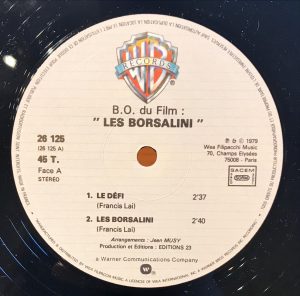 WB
RECORDS
B.O. du Film :
" LES BORSALINI "
26 125
(26 125 A)
45 T.
Face A
STEREO
℗ & © 1979
Wea Filipacchi Music
70, Champs Elysées
75008 - Paris
SACEM
1. LE DÉFI 2'37
(Francis Lai)
2. LES BORSALINI 2'40
(Francis Lai)
Arrangements : Jean MUSY
Production et Editions : EDITIONS 23
a Warner Communications Company